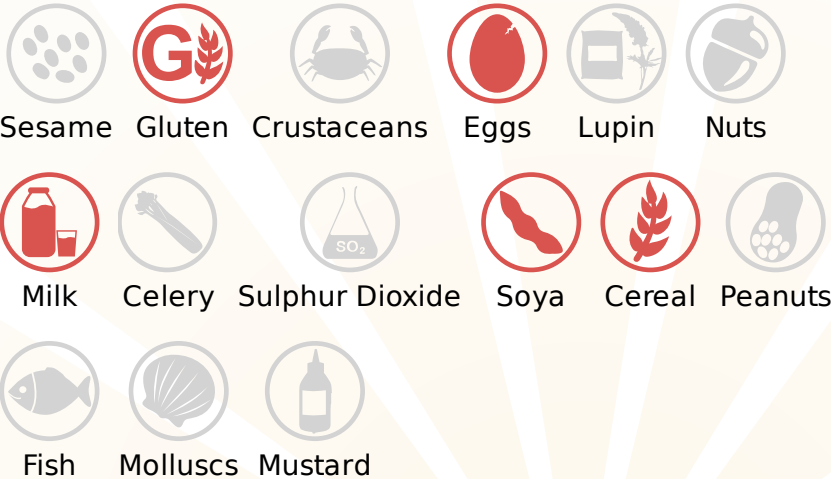 G
Sesame Gluten Crustaceans Eggs Lupin Nuts
SO₂
Milk Celery Sulphur Dioxide Soya Cereal Peanuts
Fish Molluscs Mustard